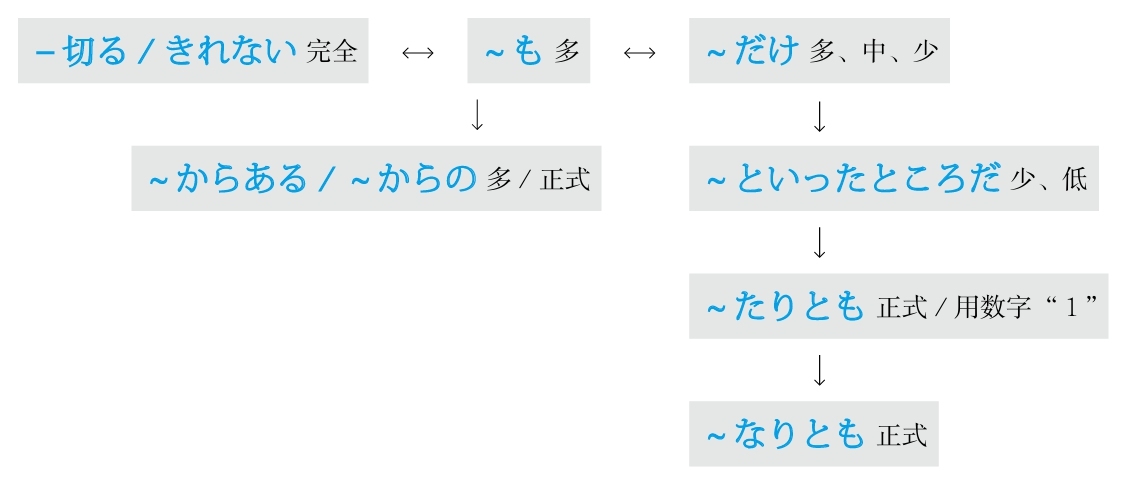 －切る / きれない 完全 ↔ ~も 多 ↔ ~だけ 多、中、少
~からある / ~からの 多 / 正式
~といったところだ 少、低
~たりとも 正式 / 用数字 “ 1 ”
~なりとも 正式